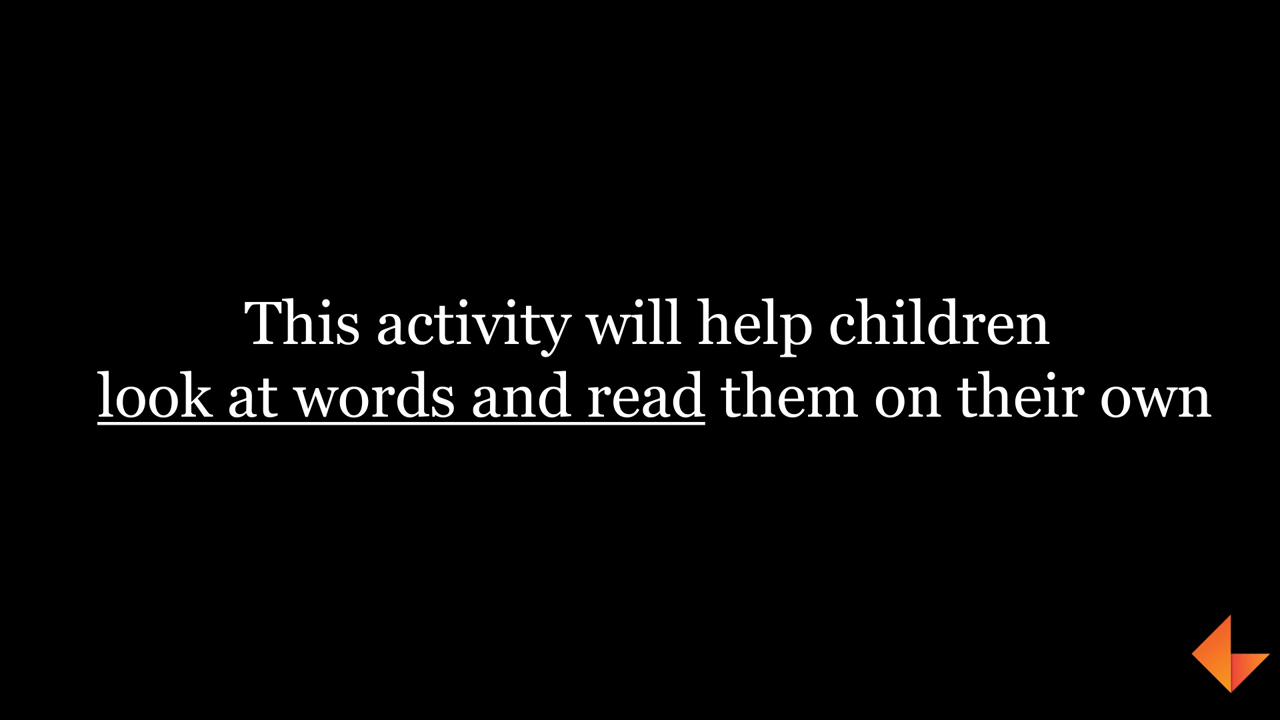 This activity will help children
look at words and read them on their own